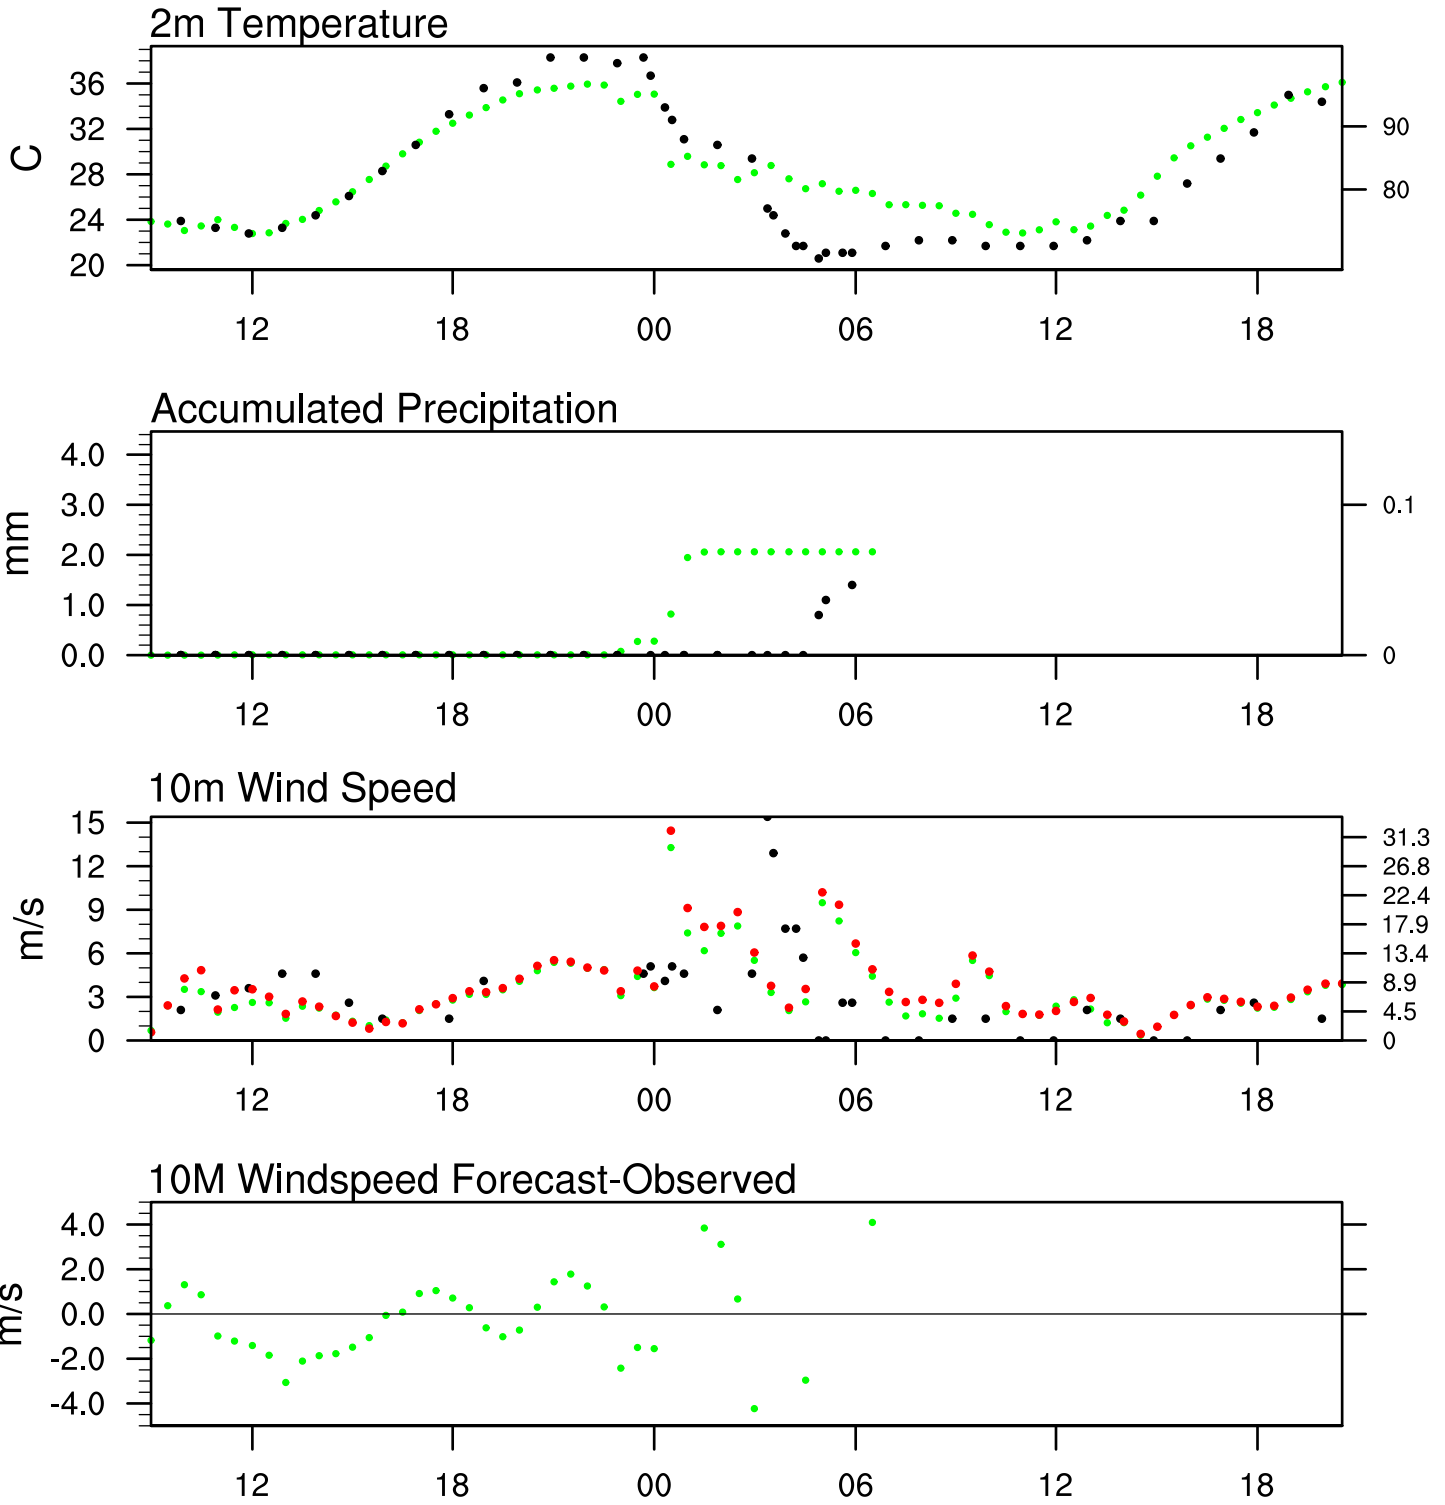 2m Temperature
36
32
28
24
20
C
90
80
12 18 00 06 12 18
Accumulated Precipitation
4.0
3.0
2.0
1.0
0.0
mm
0.1
0
12 18 00 06 12 18
10m Wind Speed
15
12
9
6
3
0
m/s
31.3
26.8
22.4
17.9
13.4
8.9
4.5
0
12 18 00 06 12 18
10M Windspeed Forecast-Observed
4.0
2.0
0.0
-2.0
-4.0
m/s
12 18 00 06 12 18